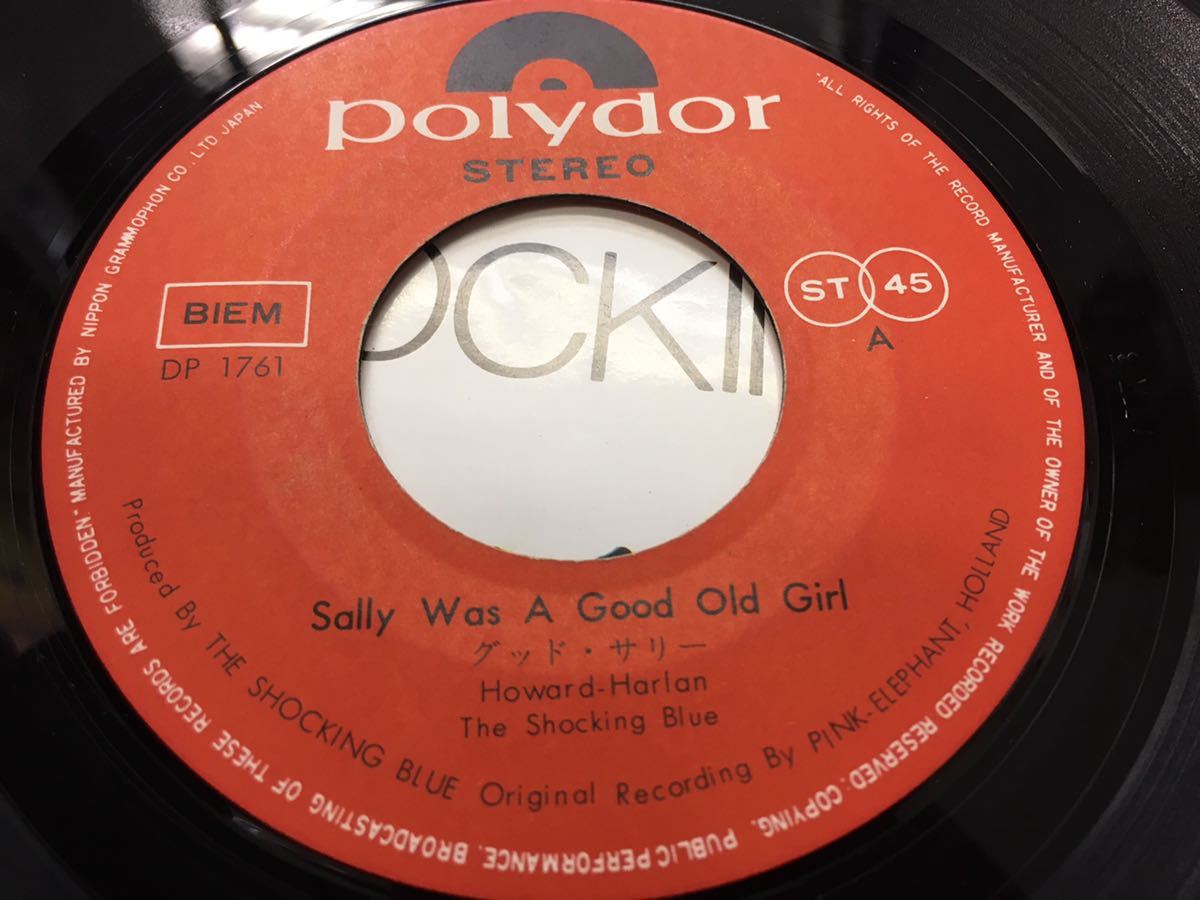 polydor
STEREO
BIEM
DP 1761
ST 45
A
OCKIN
Sally Was A Good Old Girl
グッド・サリー
Howard-Harlan
The Shocking Blue
Produced By THE SHOCKING BLUE Original Recording By PINK-ELEPHANT, HOLLAND
"ALL RIGHTS OF THE RECORD MANUFACTURER AND OF THE OWNER OF THE WORK RECORDED RESERVED. COPYING, PUBLIC PERFORMANCE, BROADCASTING OF THESE RECORDS ARE FORBIDDEN" MANUFACTURED BY NIPPON GRAMMOPHON CO., LTD JAPAN